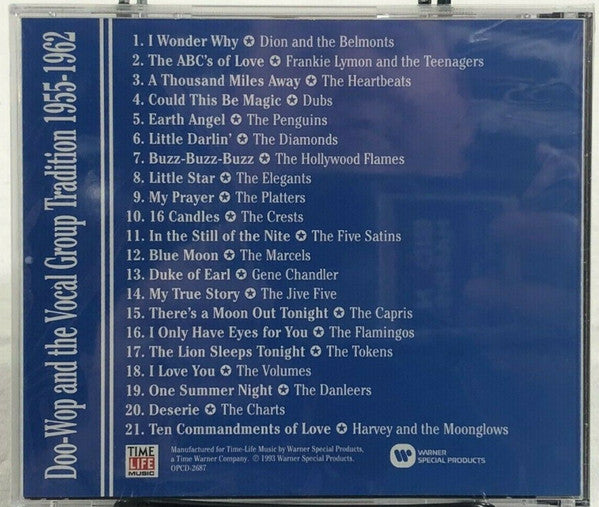 Doo-Wop and the Vocal Group Tradition 1955-1962
1. I Wonder Why ✪ Dion and the Belmonts
2. The ABC's of Love ✪ Frankie Lymon and the Teenagers
3. A Thousand Miles Away ✪ The Heartbeats
4. Could This Be Magic ✪ Dubs
5. Earth Angel ✪ The Penguins
6. Little Darlin' ✪ The Diamonds
7. Buzz-Buzz-Buzz ✪ The Hollywood Flames
8. Little Star ✪ The Elegants
9. My Prayer ✪ The Platters
10. 16 Candles ✪ The Crests
11. In the Still of the Nite ✪ The Five Satins
12. Blue Moon ✪ The Marcels
13. Duke of Earl ✪ Gene Chandler
14. My True Story ✪ The Jive Five
15. There's a Moon Out Tonight ✪ The Capris
16. I Only Have Eyes for You ✪ The Flamingos
17. The Lion Sleeps Tonight ✪ The Tokens
18. I Love You ✪ The Volumes
19. One Summer Night ✪ The Danleers
20. Deserie ✪ The Charts
21. Ten Commandments of Love ✪ Harvey and the Moonglows
TIME
LIFE
MUSIC
Manufactured for Time-Life Music by Warner Special Products,
a Time Warner Company. ℗ 1993 Warner Special Products.
OPCD-2687
WARNER
SPECIAL PRODUCTS